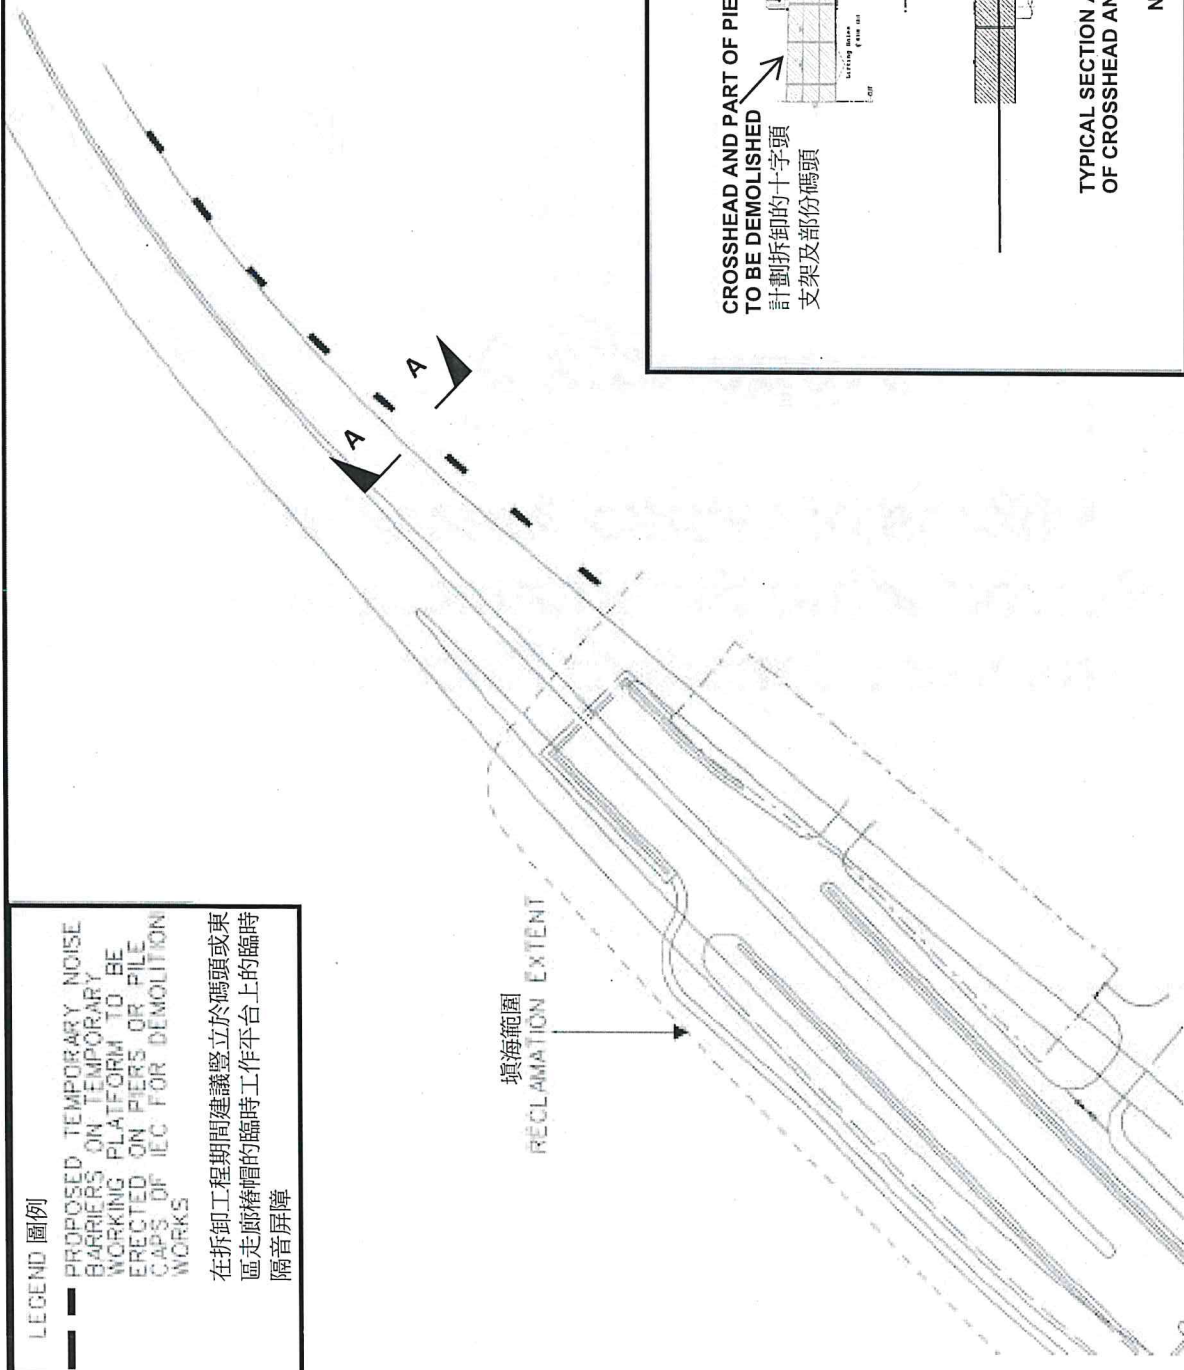 LEGEND 圖例
PROPOSED TEMPORARY NOISE
BARRIERS ON TEMPORARY
WORKING PLATFORM TO BE
ERECTED ON PIERS OR PILE
CAPS OF IEC FOR DEMOLITION
WORKS
在拆卸工程期間建議豎立於碼頭或東
區走廊樁帽的臨時工作平台上的臨時
隔音屏障
填海範圍
RECLAMATION EXTENT
A
A
CROSSHEAD AND PART OF PIE
TO BE DEMOLISHED
計劃拆卸的十字頭
支架及部份碼頭
TYPICAL SECTION A
OF CROSSHEAD AN
N